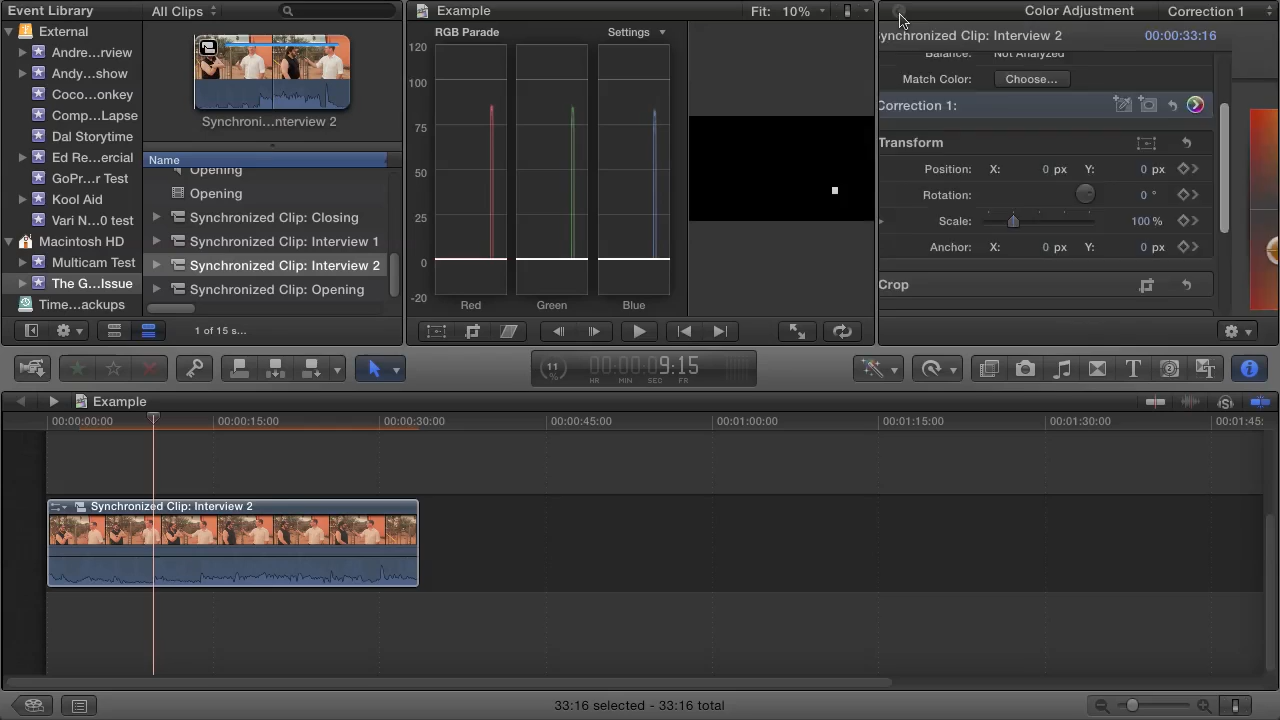 Event Library
All Clips
Example
Fit: 10%
Color Adjustment
Correction 1
External
Andre...rview
Andy...show
Coco...onkey
Comp...Lapse
Dal Storytime
Ed Re...ercial
GoPr...r Test
Kool Aid
Vari N...0 test
Macintosh HD
Multicam Test
The G...Issue
Time...ackups
Synchroni...nterview 2
Name
Opening
Opening
Synchronized Clip: Closing
Synchronized Clip: Interview 1
Synchronized Clip: Interview 2
Synchronized Clip: Opening
1 of 15 s...
RGB Parade
Settings
120
100
75
50
25
0
-20
Red
Green
Blue
Synchronized Clip: Interview 2
00:00:33:16
Balance:
Not Analyzed
Match Color:
Choose...
Correction 1:
Transform
Position:
X:
0 px
Y:
0 px
Rotation:
0 °
Scale:
100 %
Anchor:
X:
0 px
Y:
0 px
Crop
11
%
00:00:09:15
HR
MIN
SEC
FR
Example
00:00:00:00
00:00:15:00
00:00:30:00
00:00:45:00
00:01:00:00
00:01:15:00
00:01:30:00
00:01:45:
Synchronized Clip: Interview 2
33:16 selected - 33:16 total